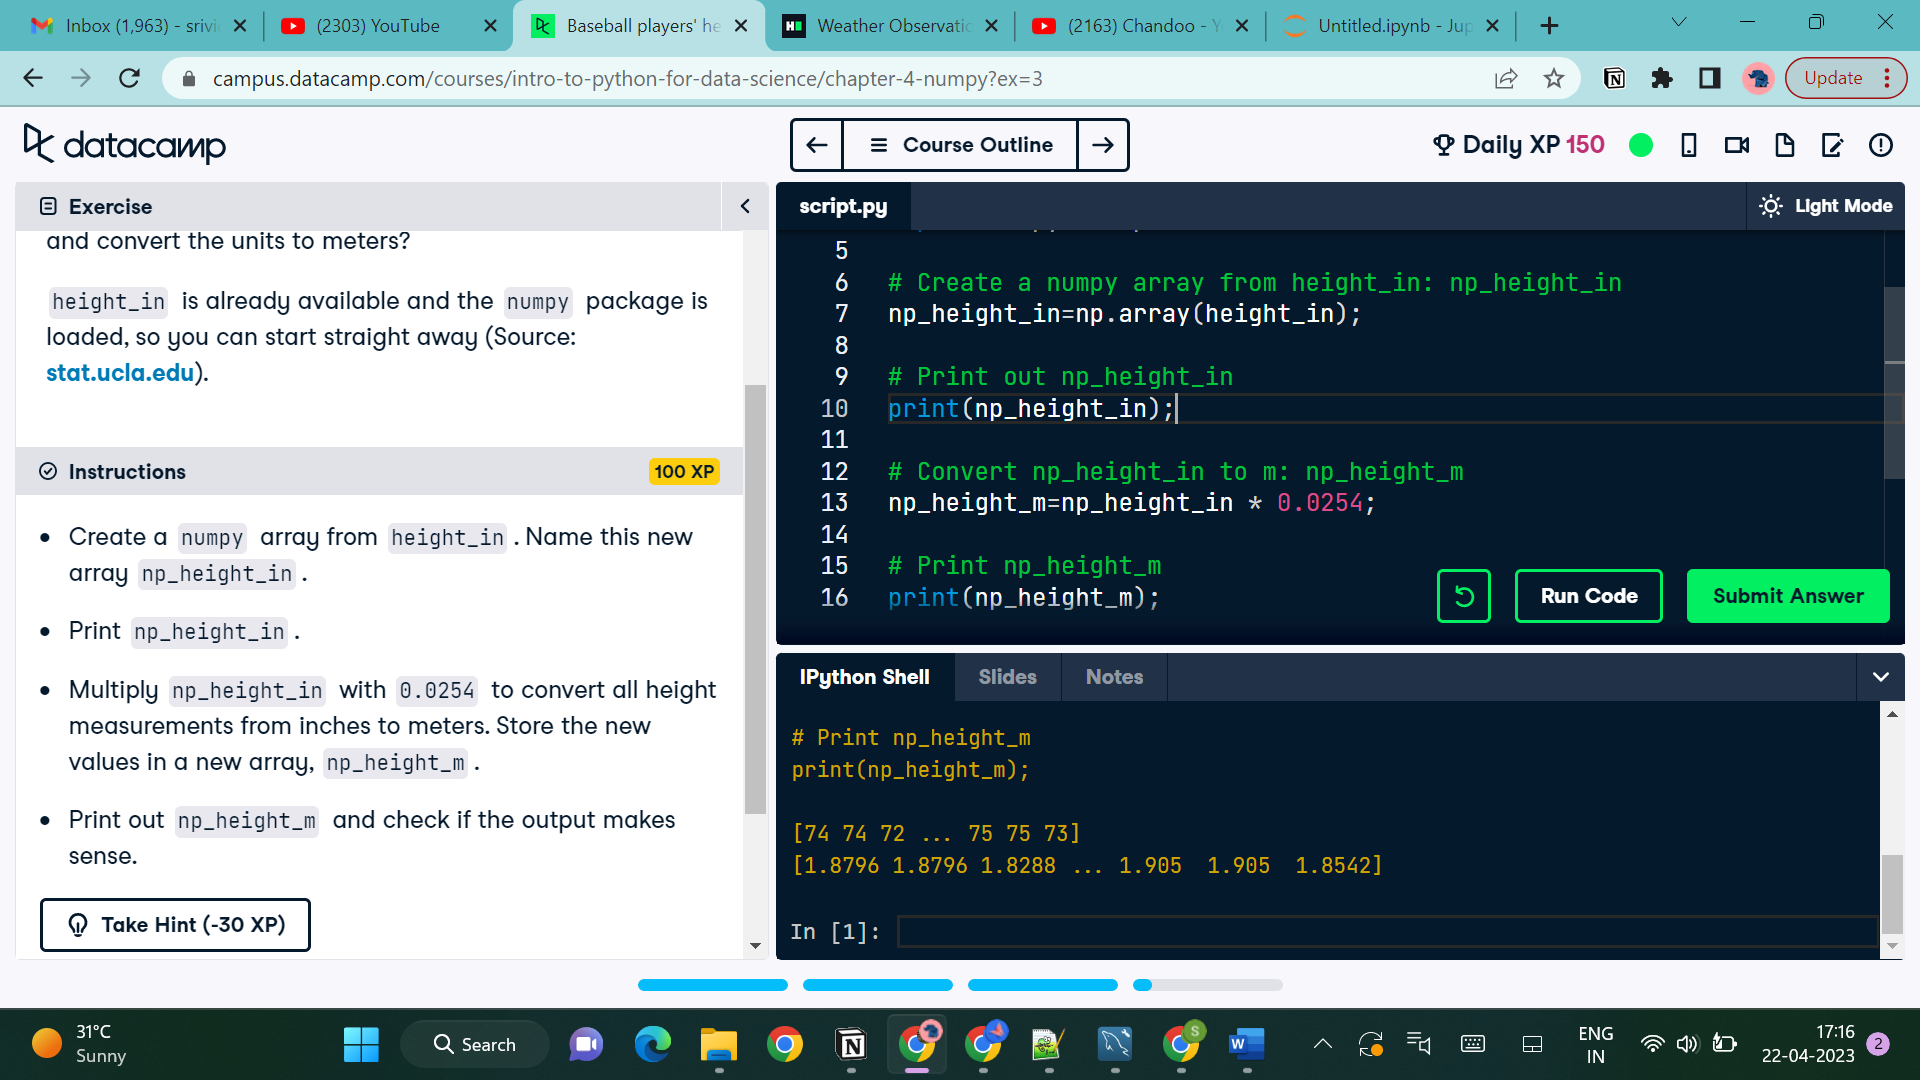 Inbox (1,963) - srivic
(2303) YouTube
Baseball players' he
Weather Observatio
(2163) Chandoo - Y
Untitled.ipynb - Jup
campus.datacamp.com/courses/intro-to-python-for-data-science/chapter-4-numpy?ex=3
Update
datacamp
Course Outline
Daily XP 150
Exercise
and convert the units to meters?
height_in is already available and the numpy package is
loaded, so you can start straight away (Source:
stat.ucla.edu).
Instructions
100 XP
• Create a numpy array from height_in . Name this new
array np_height_in .
• Print np_height_in .
• Multiply np_height_in with 0.0254 to convert all height
measurements from inches to meters. Store the new
values in a new array, np_height_m .
• Print out np_height_m and check if the output makes
sense.
Take Hint (-30 XP)
script.py
Light Mode
5
6 # Create a numpy array from height_in: np_height_in
7 np_height_in=np.array(height_in);
8
9 # Print out np_height_in
10 print(np_height_in);
11
12 # Convert np_height_in to m: np_height_m
13 np_height_m=np_height_in * 0.0254;
14
15 # Print np_height_m
16 print(np_height_m);
Run Code
Submit Answer
IPython Shell
Slides
Notes
# Print np_height_m
print(np_height_m);
[74 74 72 ... 75 75 73]
[1.8796 1.8796 1.8288 ... 1.905  1.905  1.8542]
In [1]:
31°C
Sunny
Search
ENG
IN
17:16
22-04-2023
2